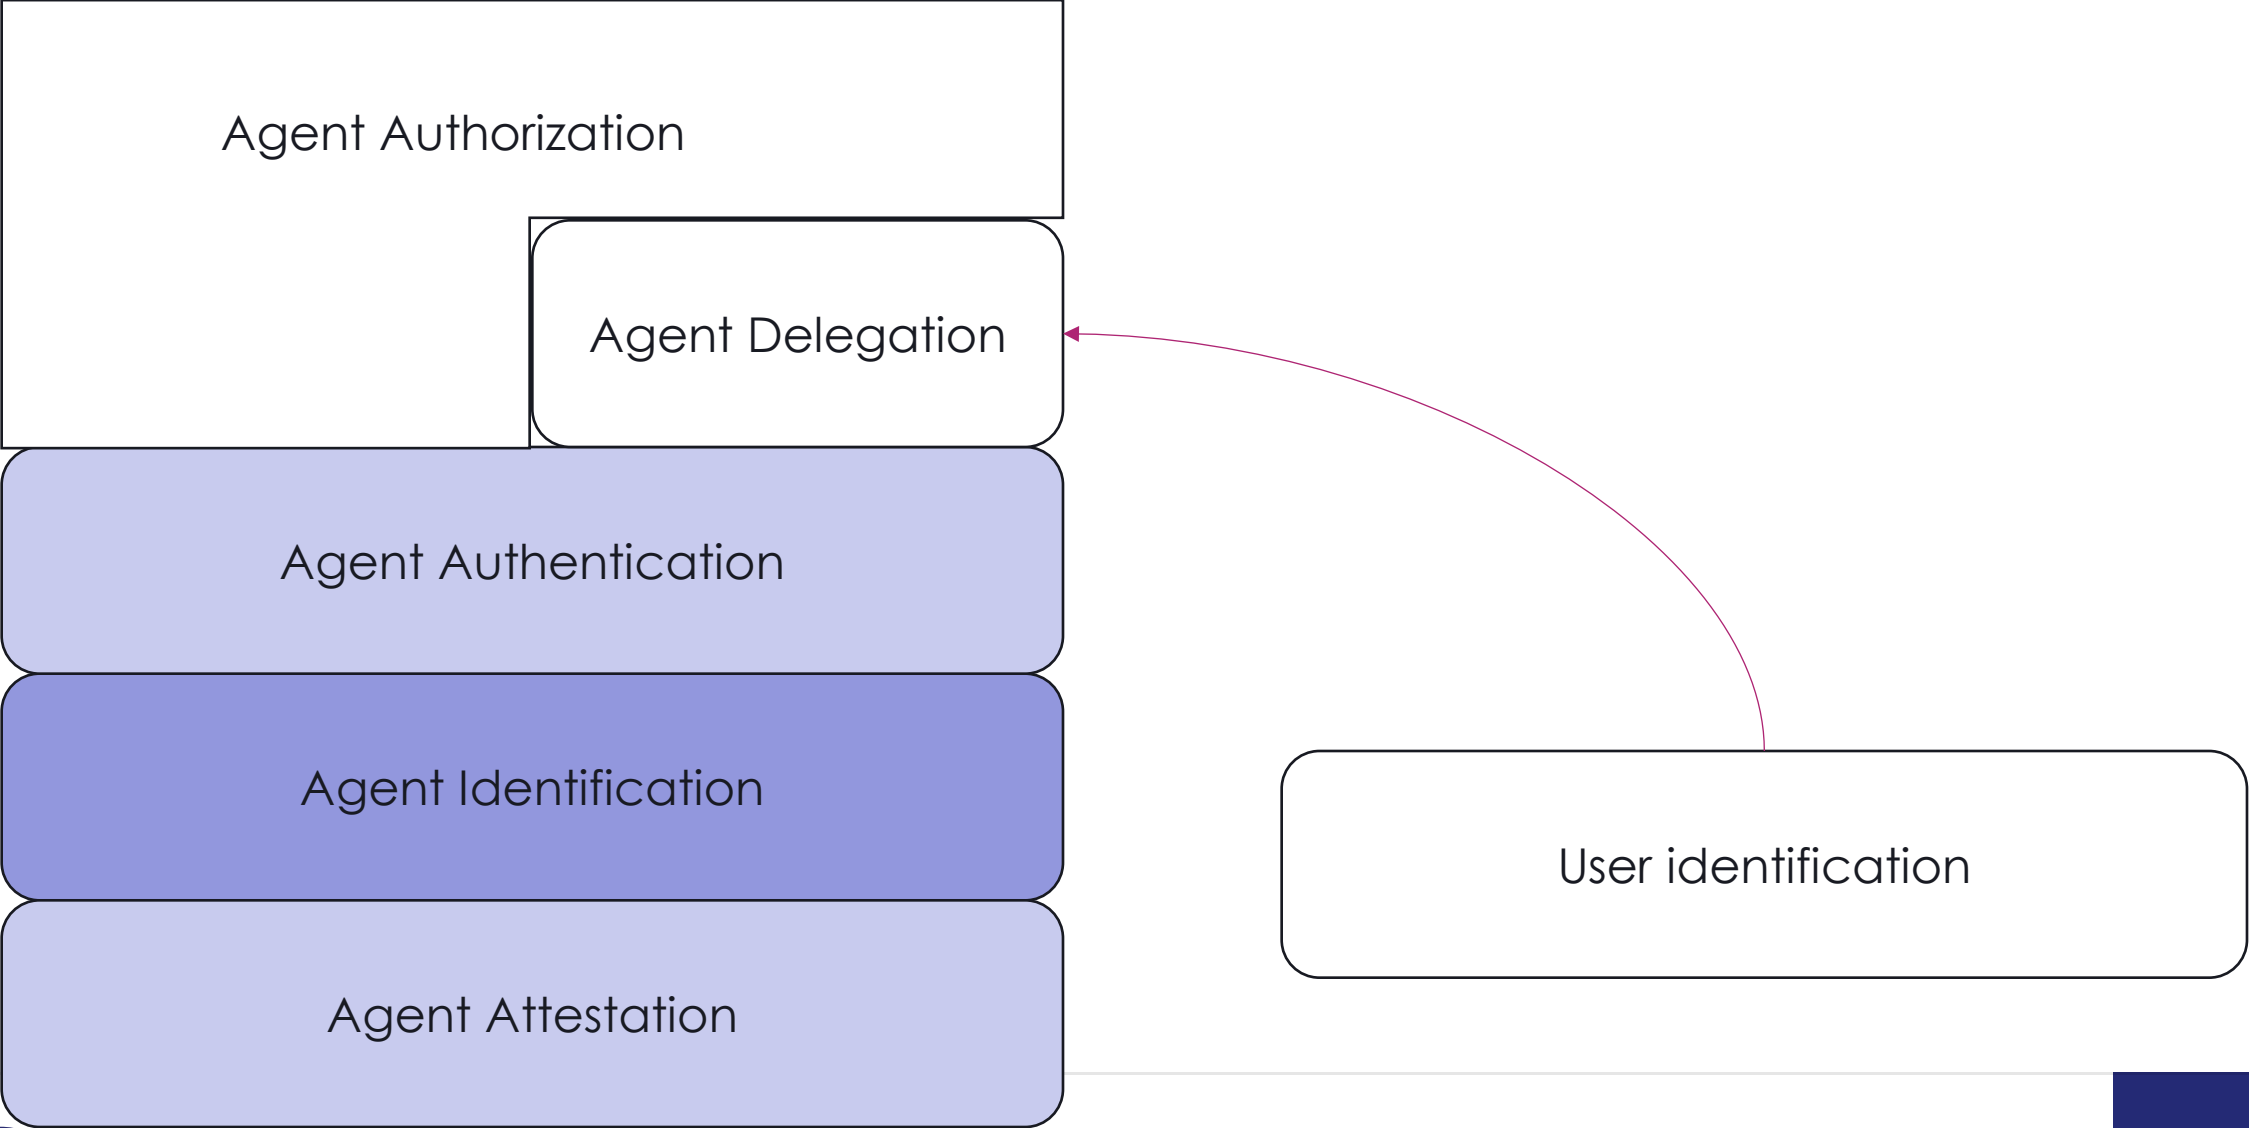 Agent Authorization
Agent Delegation
Agent Authentication
Agent Identification
User identification
Agent Attestation